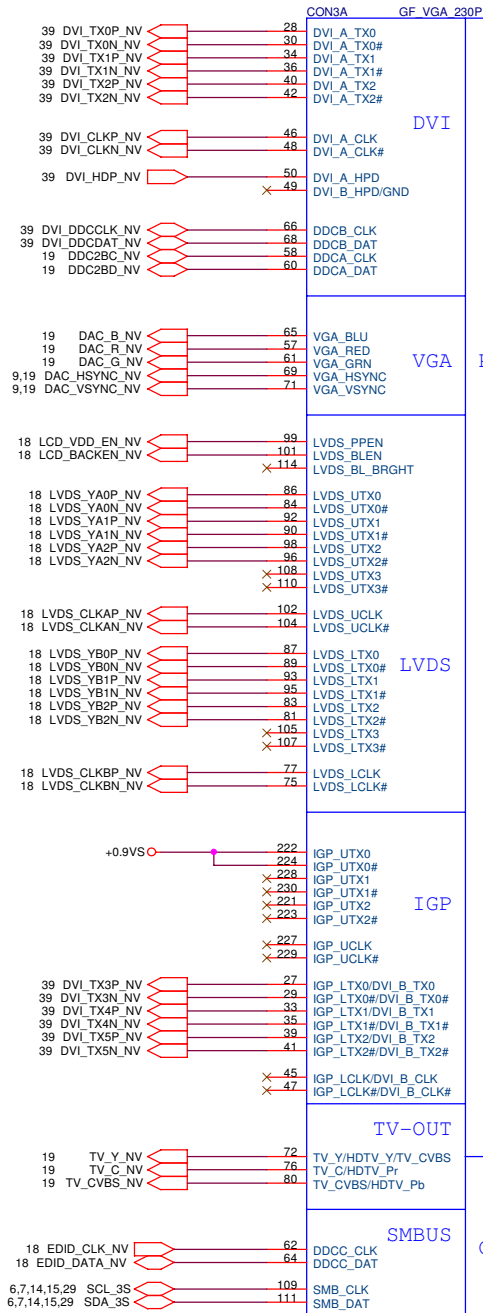 CON3A GF_VGA_230P
39 DVI_TX0P_NV 28 DVI_A_TX0
39 DVI_TX0N_NV 30 DVI_A_TX0#
39 DVI_TX1P_NV 34 DVI_A_TX1
39 DVI_TX1N_NV 36 DVI_A_TX1#
39 DVI_TX2P_NV 40 DVI_A_TX2
39 DVI_TX2N_NV 42 DVI_A_TX2#
DVI
39 DVI_CLKP_NV 46 DVI_A_CLK
39 DVI_CLKN_NV 48 DVI_A_CLK#
39 DVI_HDP_NV 50 DVI_A_HPD
49 DVI_B_HPD/GND
39 DVI_DDCCLK_NV 66 DDCB_CLK
39 DVI_DDCDAT_NV 68 DDCB_DAT
19 DDC2BC_NV 58 DDCA_CLK
19 DDC2BD_NV 60 DDCA_DAT
19 DAC_B_NV 65 VGA_BLU
19 DAC_R_NV 57 VGA_RED
19 DAC_G_NV 61 VGA_GRN VGA
9,19 DAC_HSYNC_NV 69 VGA_HSYNC
9,19 DAC_VSYNC_NV 71 VGA_VSYNC
18 LCD_VDD_EN_NV 99 LVDS_PPEN
18 LCD_BACKEN_NV 101 LVDS_BLEN
114 LVDS_BL_BRGHT
18 LVDS_YA0P_NV 86 LVDS_UTX0
18 LVDS_YA0N_NV 84 LVDS_UTX0#
18 LVDS_YA1P_NV 92 LVDS_UTX1
18 LVDS_YA1N_NV 90 LVDS_UTX1#
18 LVDS_YA2P_NV 98 LVDS_UTX2
18 LVDS_YA2N_NV 96 LVDS_UTX2#
108 LVDS_UTX3
110 LVDS_UTX3#
18 LVDS_CLKAP_NV 102 LVDS_UCLK
18 LVDS_CLKAN_NV 104 LVDS_UCLK#
18 LVDS_YB0P_NV 87 LVDS_LTX0
18 LVDS_YB0N_NV 89 LVDS_LTX0# LVDS
18 LVDS_YB1P_NV 93 LVDS_LTX1
18 LVDS_YB1N_NV 95 LVDS_LTX1#
18 LVDS_YB2P_NV 83 LVDS_LTX2
18 LVDS_YB2N_NV 81 LVDS_LTX2#
105 LVDS_LTX3
107 LVDS_LTX3#
18 LVDS_CLKBP_NV 77 LVDS_LCLK
18 LVDS_CLKBN_NV 75 LVDS_LCLK#
+0.9VS 222 IGP_UTX0
224 IGP_UTX0#
228 IGP_UTX1
230 IGP_UTX1#
221 IGP_UTX2 IGP
223 IGP_UTX2#
227 IGP_UCLK
229 IGP_UCLK#
39 DVI_TX3P_NV 27 IGP_LTX0/DVI_B_TX0
39 DVI_TX3N_NV 29 IGP_LTX0#/DVI_B_TX0#
39 DVI_TX4P_NV 33 IGP_LTX1/DVI_B_TX1
39 DVI_TX4N_NV 35 IGP_LTX1#/DVI_B_TX1#
39 DVI_TX5P_NV 39 IGP_LTX2/DVI_B_TX2
39 DVI_TX5N_NV 41 IGP_LTX2#/DVI_B_TX2#
45 IGP_LCLK/DVI_B_CLK
47 IGP_LCLK#/DVI_B_CLK#
TV-OUT
19 TV_Y_NV 72 TV_Y/HDTV_Y/TV_CVBS
19 TV_C_NV 76 TV_C/HDTV_Pr
19 TV_CVBS_NV 80 TV_CVBS/HDTV_Pb
SMBUS
18 EDID_CLK_NV 62 DDCC_CLK
18 EDID_DATA_NV 64 DDCC_DAT
6,7,14,15,29 SCL_3S 109 SMB_CLK
6,7,14,15,29 SDA_3S 111 SMB_DAT